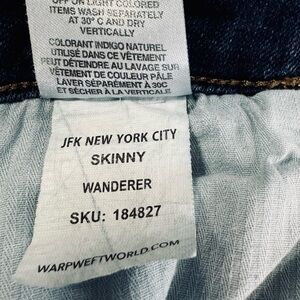 OFF ON LIGHT COLORED
ITEMS WASH SEPARATELY
AT 30° C AND DRY
VERTICALLY
COLORANT INDIGO NATUREL
UTILISÉ DANS CE VÊTEMENT
PEUT DÉTEINDRE AU LAVAGE SUR
VÊTEMENT DE COULEUR PÂLE
LAVER SÉPARÉMENT À 30C
ET SÉCHER À LA VERTICALE
JFK NEW YORK CITY
SKINNY
WANDERER
SKU: 184827
WARPWEFTWORLD.COM